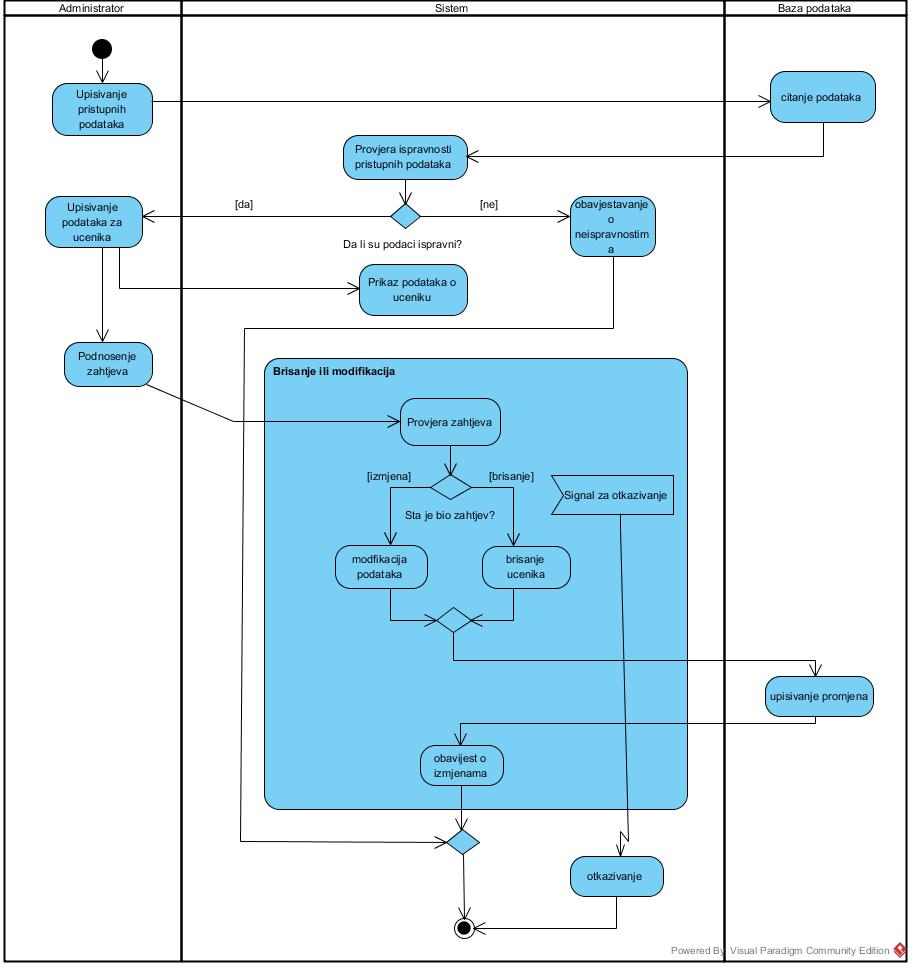 Administrator
Sistem
Baza podataka
Upisivanje
pristupnih
podataka
citanje podataka
Provjera ispravnosti
pristupnih podataka
Upisivanje
podataka za
ucenika
[da]
[ne]
obavjestavanje
o
neispravnostim
a
Da li su podaci ispravni?
Prikaz podataka o
uceniku
Podnosenje
zahtjeva
Brisanje ili modifikacija
Provjera zahtjeva
[izmjena]
[brisanje]
Signal za otkazivanje
Sta je bio zahtjev?
modfikacija
podataka
brisanje
ucenika
upisivanje promjena
obavijest o
izmjenama
otkazivanje
Powered By Visual Paradigm Community Edition